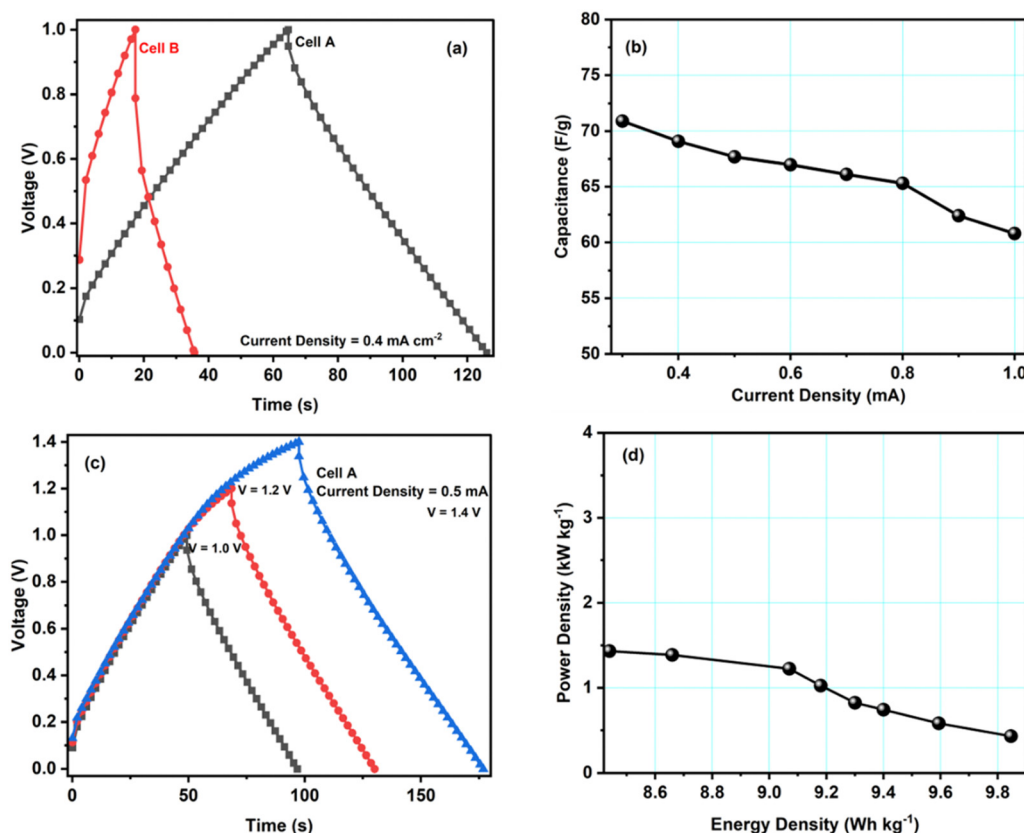 (a)
Cell B
Cell A
Current Density = 0.4 mA cm⁻²
1.0
0.8
0.6
0.4
0.2
0.0
Voltage (V)
0 20 40 60 80 100 120
Time (s)
(b)
80
75
70
65
60
55
50
Capacitance (F/g)
0.4 0.6 0.8 1.0
Current Density (mA)
(c)
Cell A
Current Density = 0.5 mA
V = 1.4 V
V = 1.2 V
V = 1.0 V
1.4
1.2
1.0
0.8
0.6
0.4
0.2
0.0
Voltage (V)
0 50 100 150
Time (s)
(d)
4
3
2
1
0
Power Density (kW kg⁻¹)
8.6 8.8 9.0 9.2 9.4 9.6 9.8
Energy Density (Wh kg⁻¹)